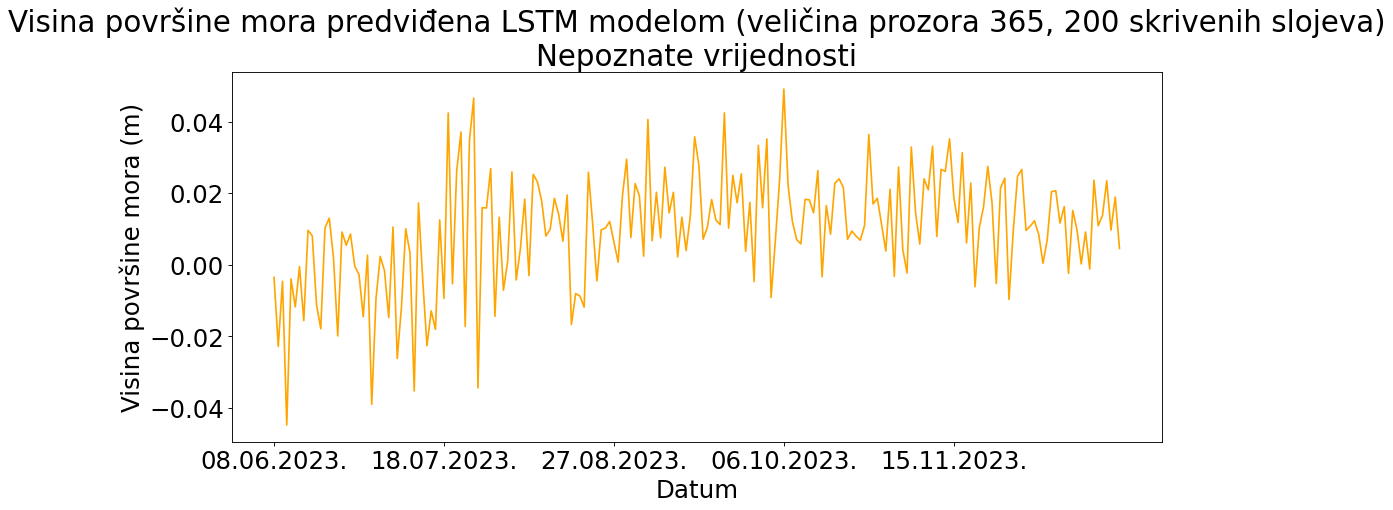 Visina površine mora predviđena LSTM modelom (veličina prozora 365, 200 skrivenih slojeva)
Nepoznate vrijednosti
Visina površine mora (m)
0.04
0.02
0.00
−0.02
−0.04
08.06.2023. 18.07.2023. 27.08.2023. 06.10.2023. 15.11.2023.
Datum